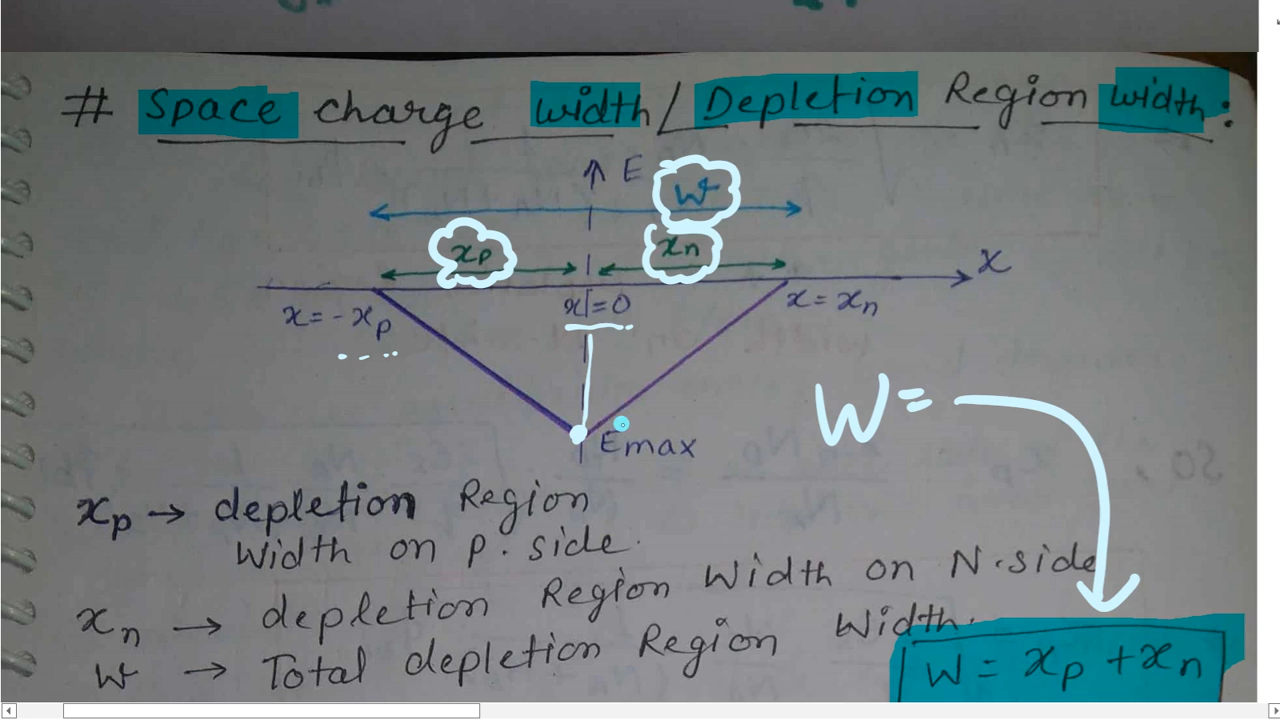 # Space charge width / Depletion Region width :
↑ E
W
xp xn
x
x = -xp x = 0 x = xn
W =
Emax
xp → depletion Region
Width on p. side.
xn → depletion Region Width on N. side
W → Total depletion Region Width.
W = xp + xn